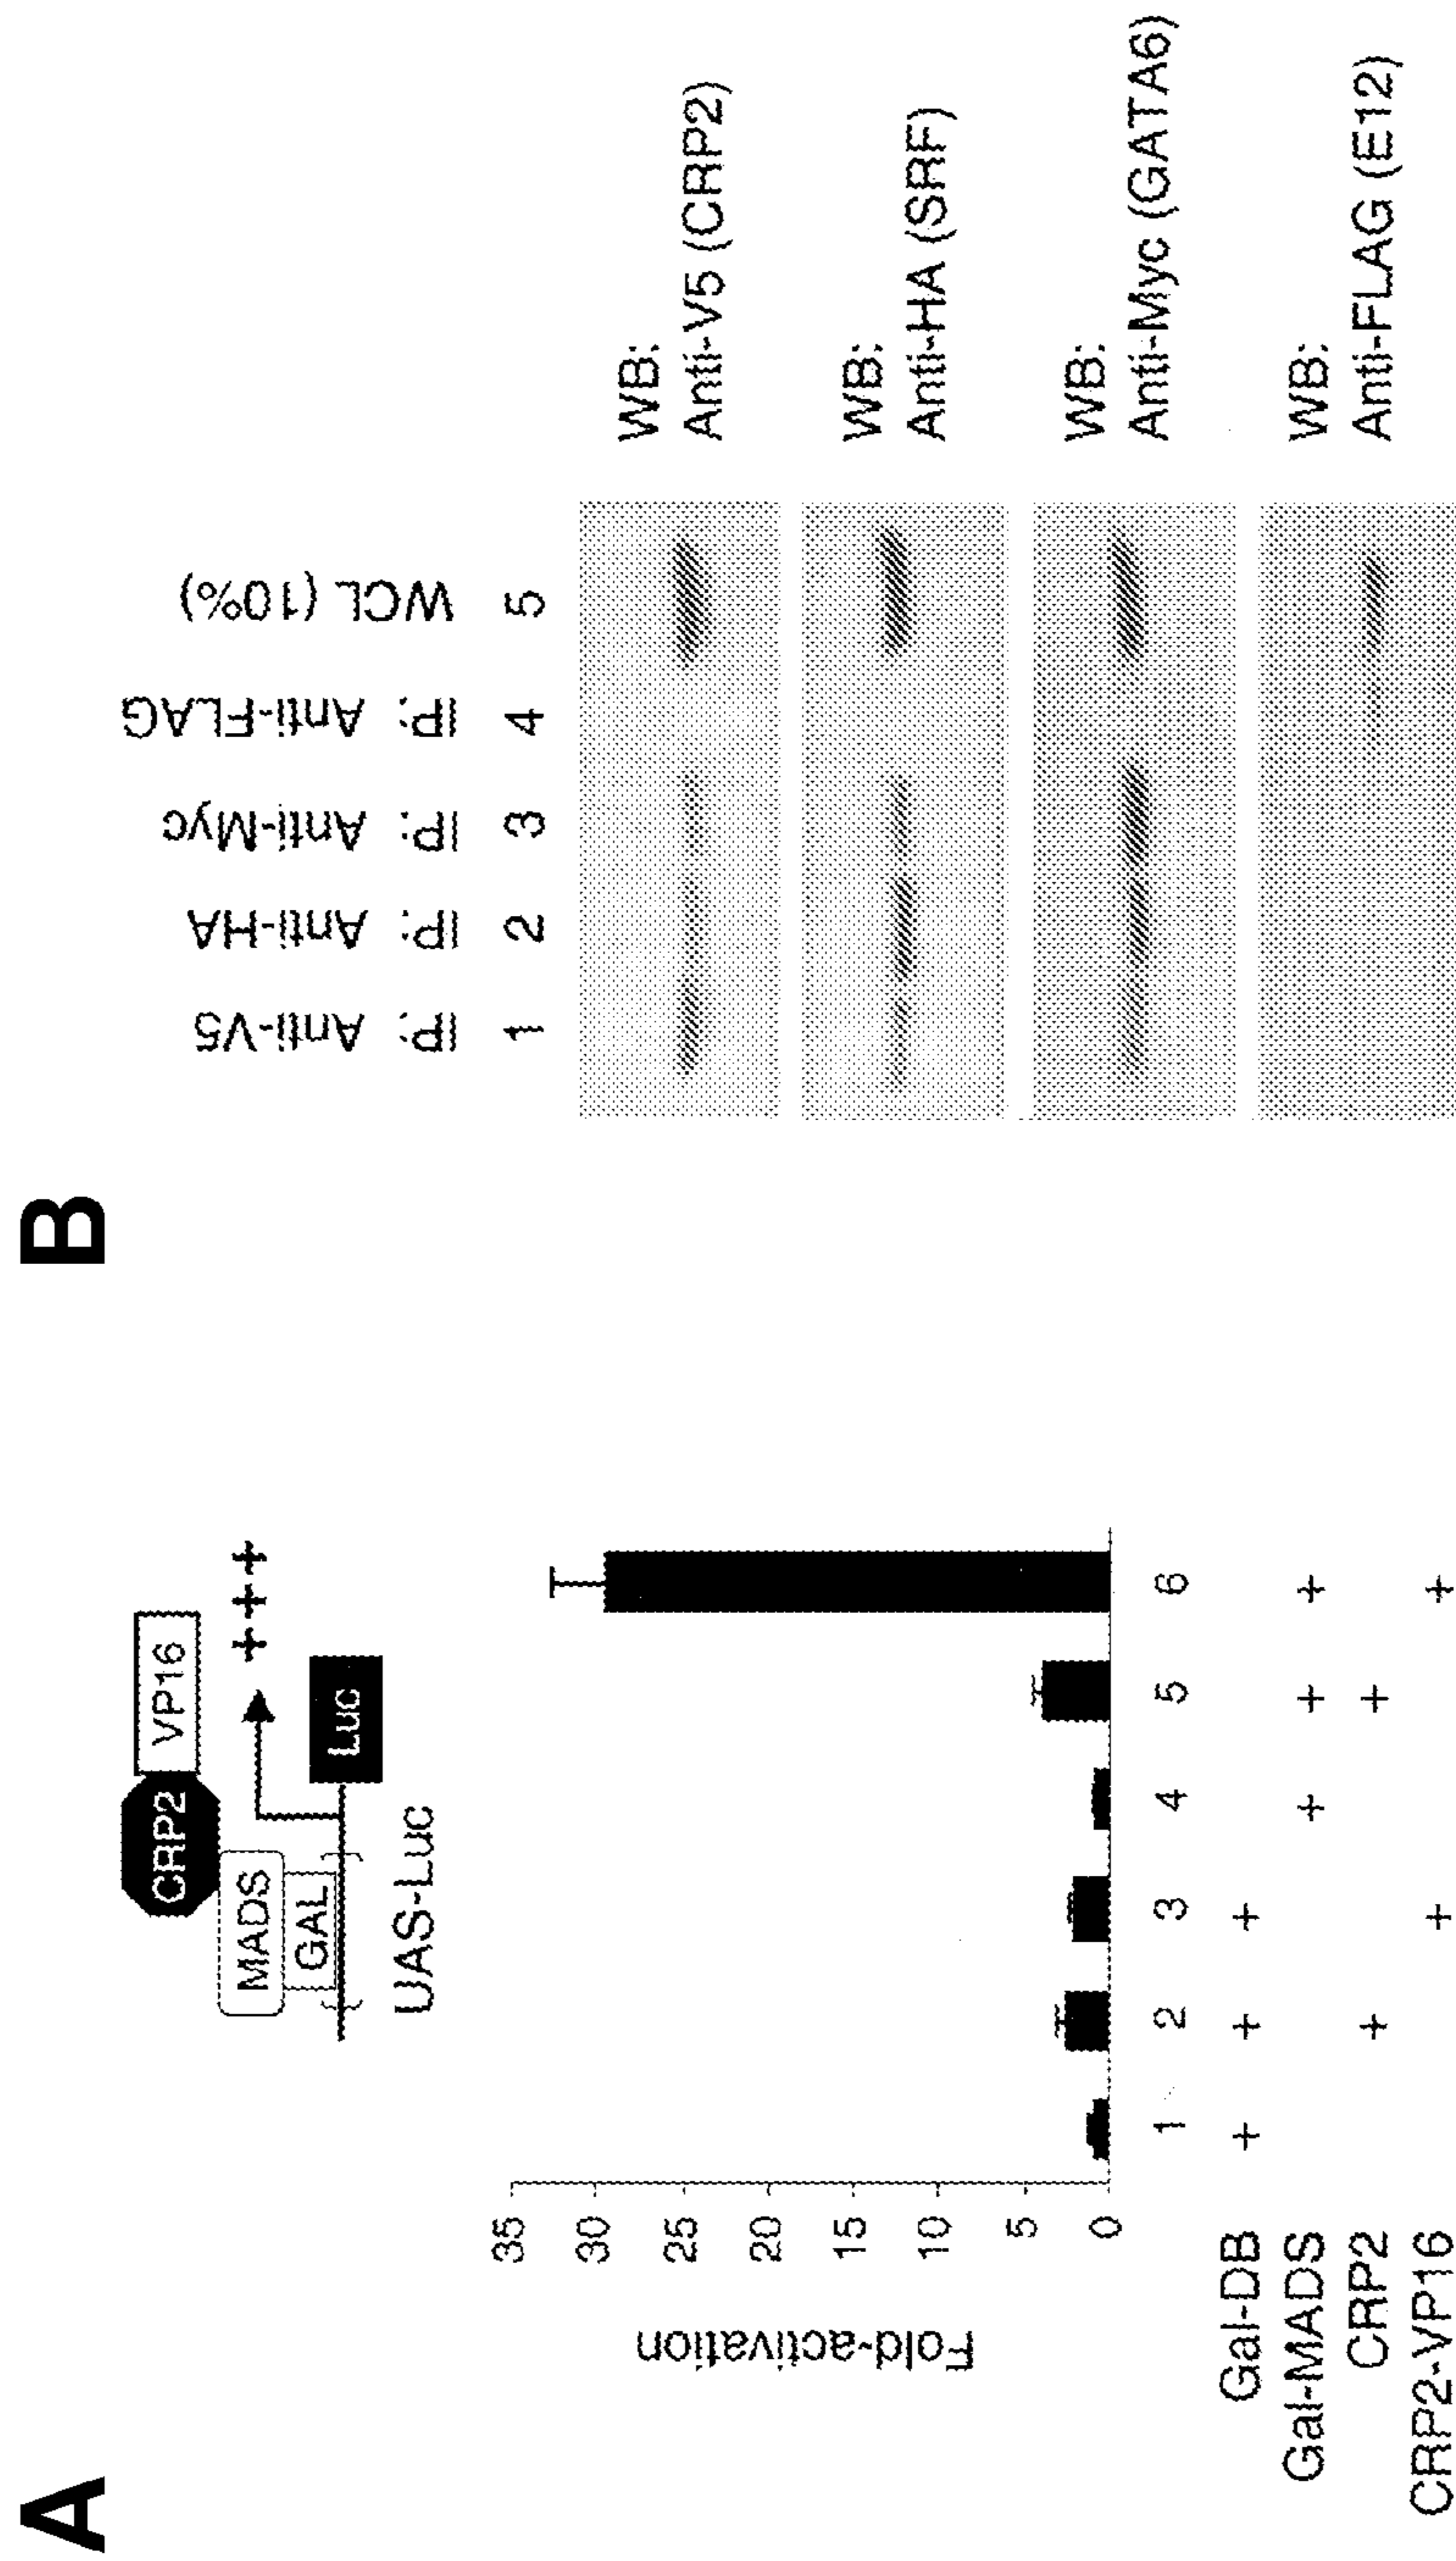 A
CRP2
VP16
MADS
+++
GAL
Luc
UAS-Luc
Fold-activation
35
30
25
20
15
10
5
0
1 2 3 4 5 6
Gal-DB + + +
Gal-MADS + + +
CRP2 + +
CRP2-VP16 + +
B
IP: Anti-V5
IP: Anti-HA
IP: Anti-Myc
IP: Anti-FLAG
WCL (10%)
1 2 3 4 5
WB:
Anti-V5 (CRP2)
WB:
Anti-HA (SRF)
WB:
Anti-Myc (GATA6)
WB:
Anti-FLAG (E12)